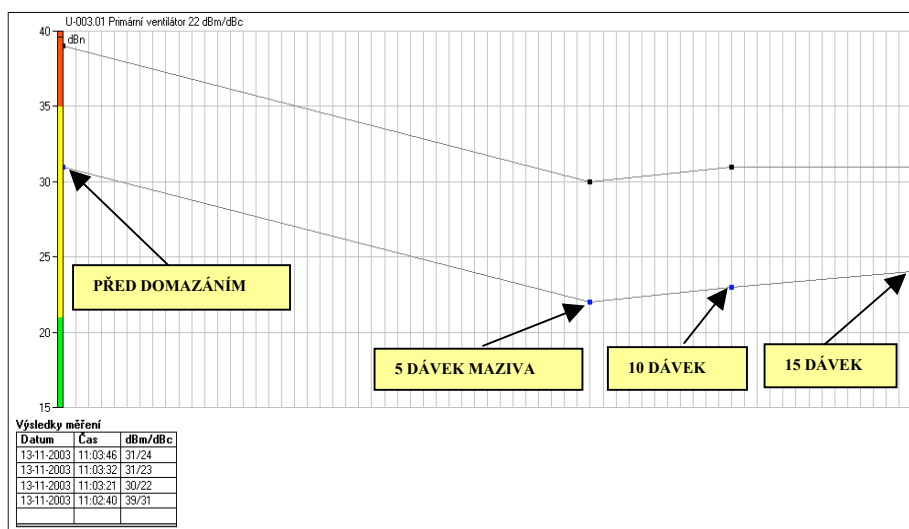 U-003.01 Primární ventilátor 22 dBm/dBc
40
dBn
35
30
25
20
15
PŘED DOMAZÁNÍM
5 DÁVEK MAZIVA
10 DÁVEK
15 DÁVEK
Výsledky měření
Datum Čas dBm/dBc
13-11-2003 11:03:46 31/24
13-11-2003 11:03:32 31/23
13-11-2003 11:03:21 30/22
13-11-2003 11:02:40 39/31